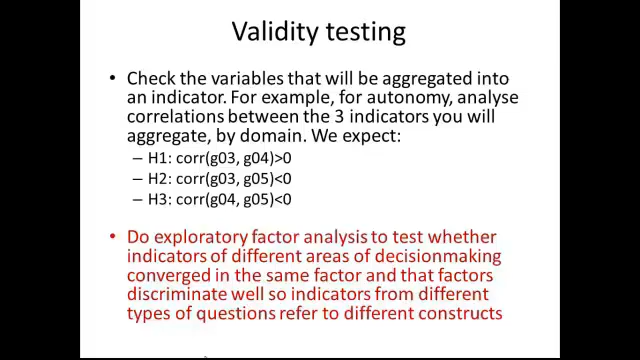 Validity testing
• Check the variables that will be aggregated into
an indicator. For example, for autonomy, analyse
correlations between the 3 indicators you will
aggregate, by domain. We expect:
– H1: corr(g03, g04)>0
– H2: corr(g03, g05)<0
– H3: corr(g04, g05)<0
• Do exploratory factor analysis to test whether
indicators of different areas of decisionmaking
converged in the same factor and that factors
discriminate well so indicators from different
types of questions refer to different constructs